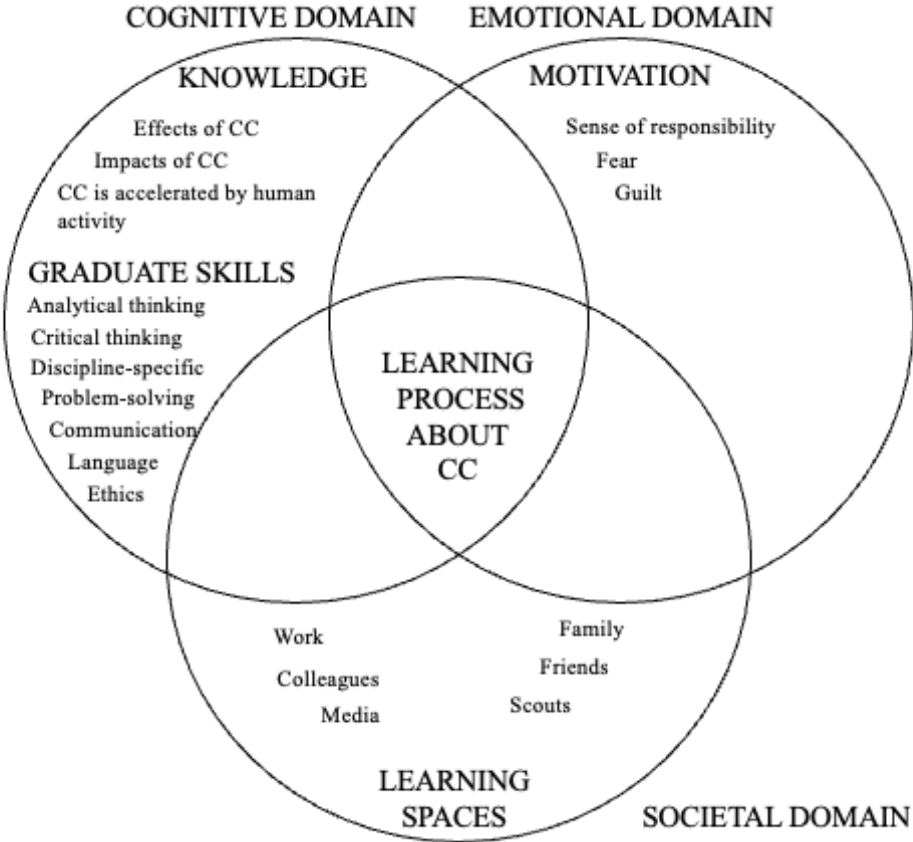 COGNITIVE DOMAIN
EMOTIONAL DOMAIN
KNOWLEDGE
Effects of CC
Impacts of CC
CC is accelerated by human
activity
GRADUATE SKILLS
Analytical thinking
Critical thinking
Discipline-specific
Problem-solving
Communication
Language
Ethics
MOTIVATION
Sense of responsibility
Fear
Guilt
LEARNING
PROCESS
ABOUT
CC
Work
Colleagues
Media
Family
Friends
Scouts
LEARNING
SPACES
SOCIETAL DOMAIN